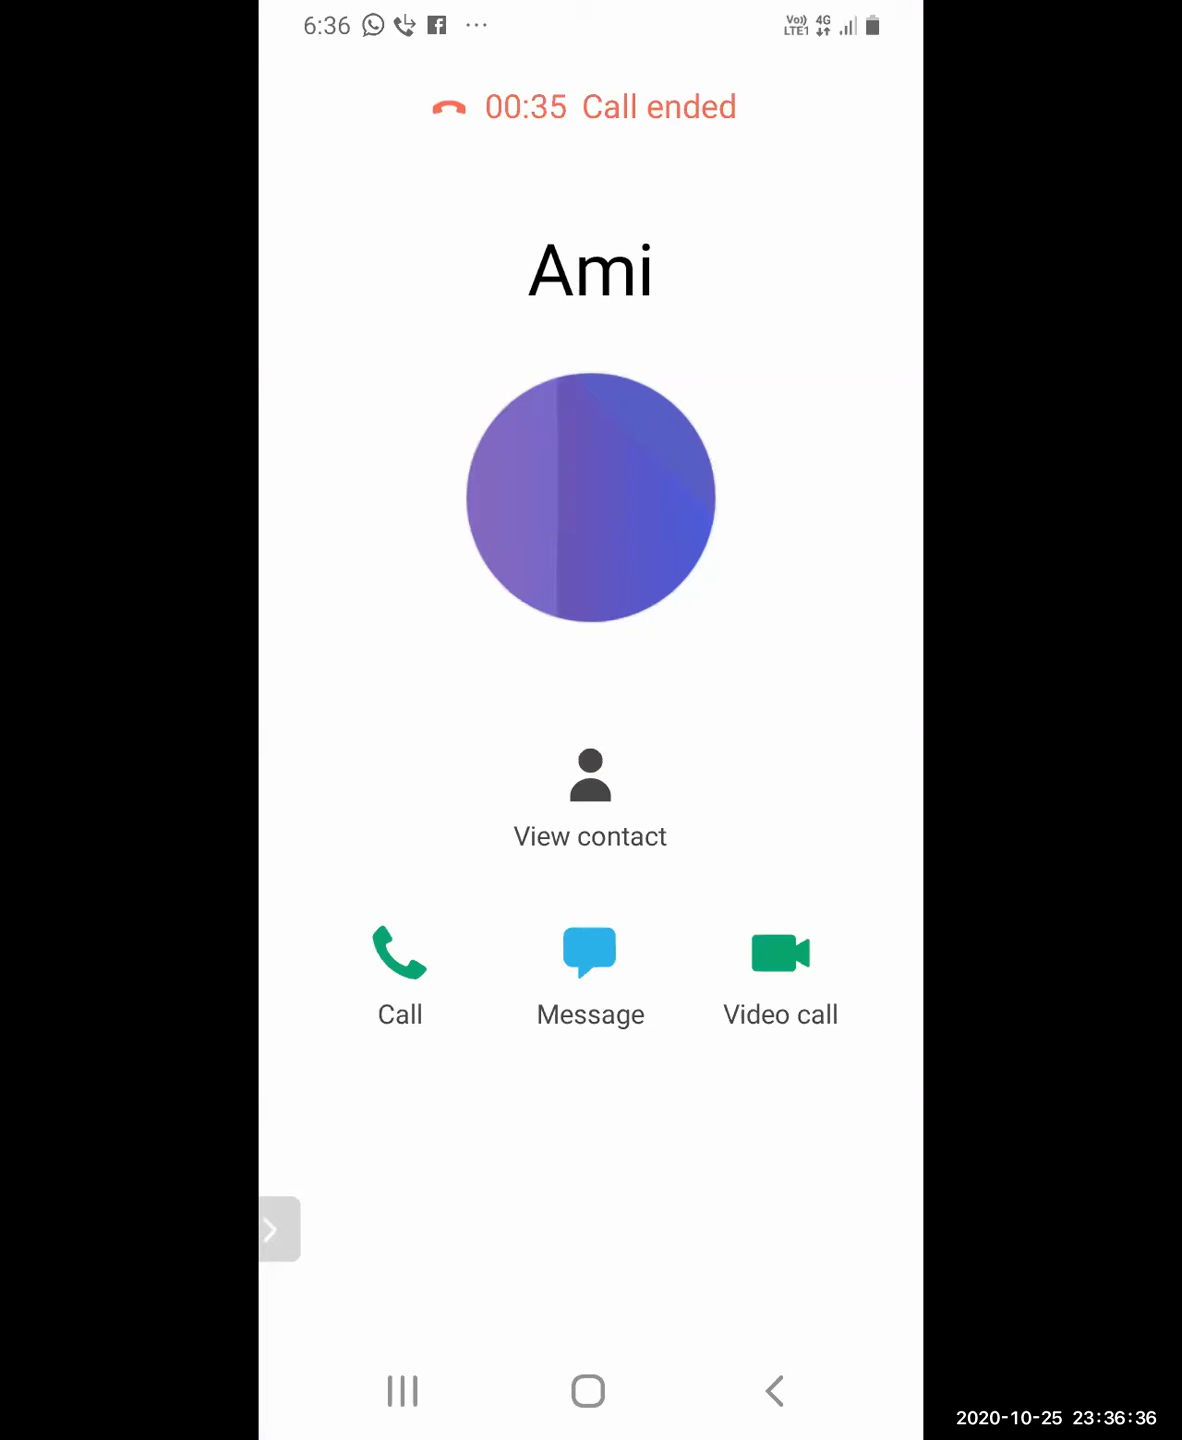 6:36 Vo)) LTE1 4G
00:35 Call ended
Ami
View contact
Call Message Video call
2020-10-25 23:36:36